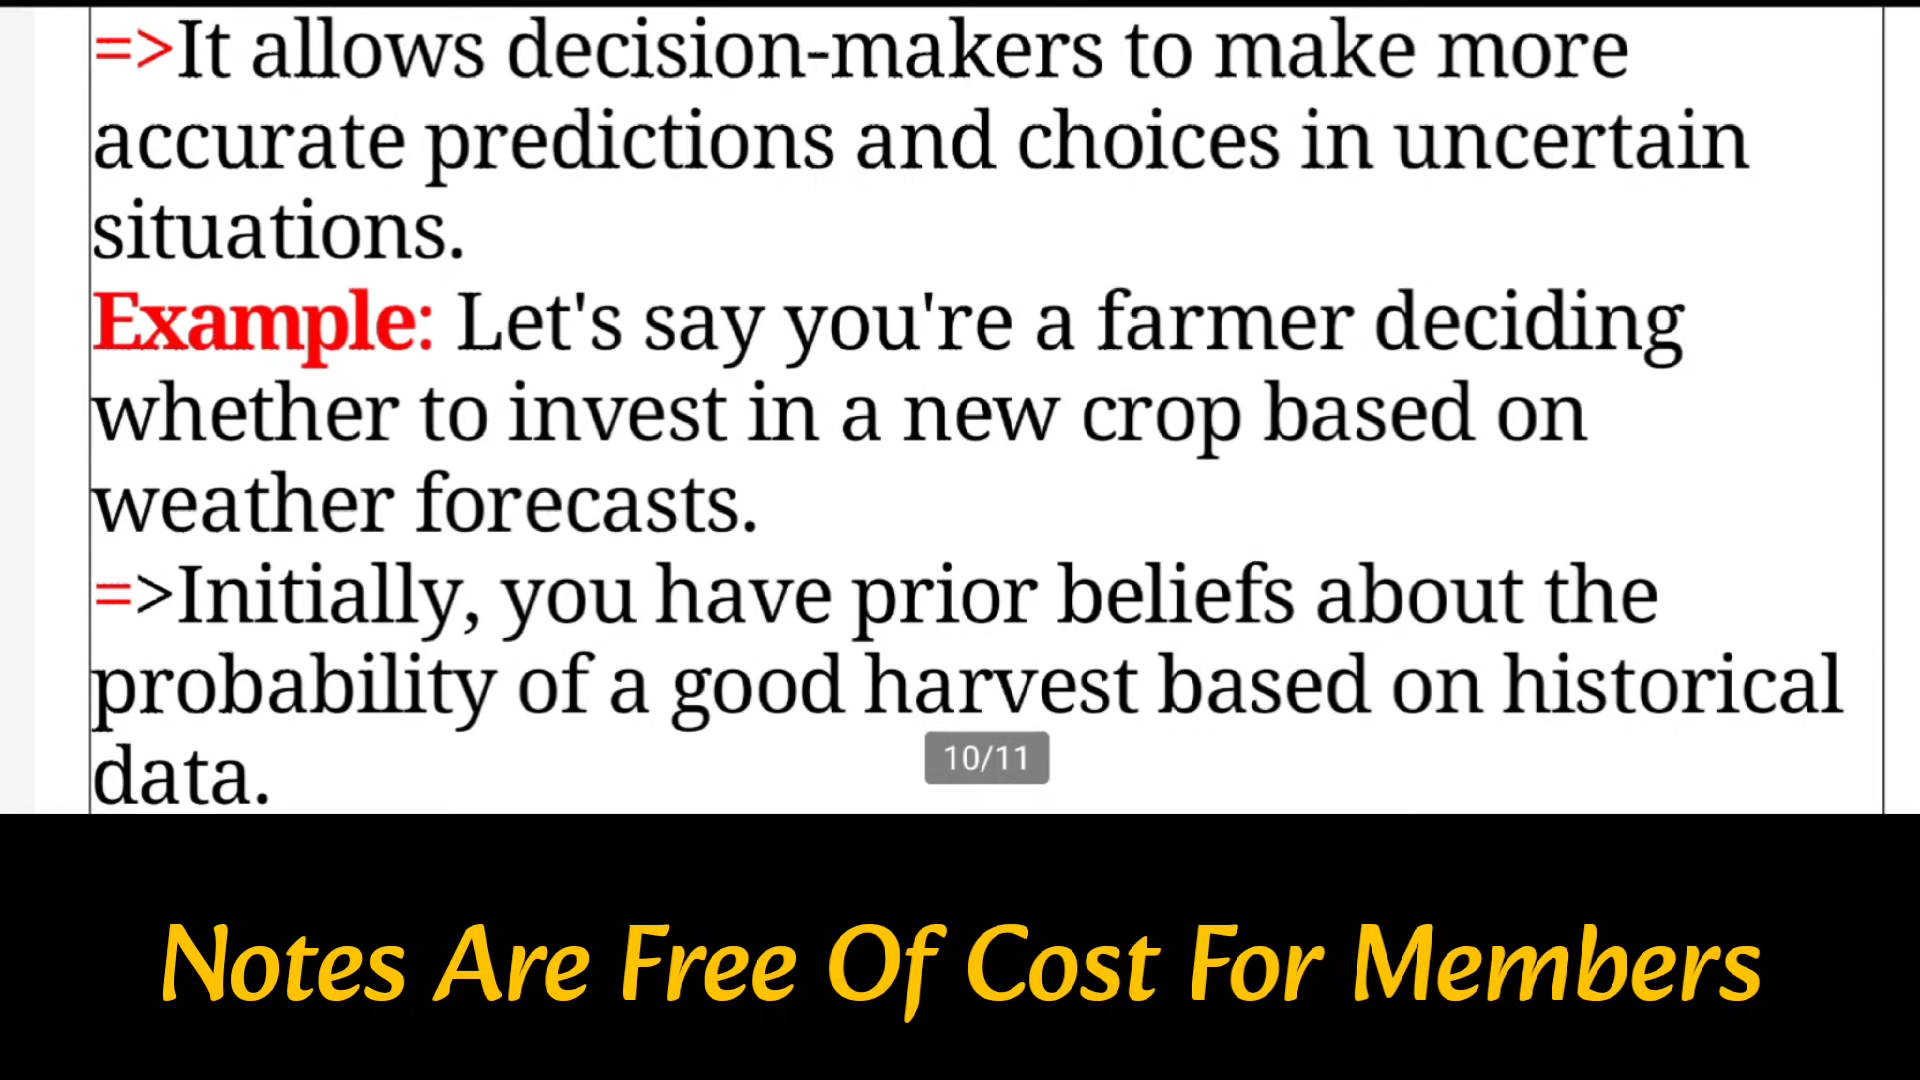 =>It allows decision-makers to make more
accurate predictions and choices in uncertain
situations.
Example: Let's say you're a farmer deciding
whether to invest in a new crop based on
weather forecasts.
=>Initially, you have prior beliefs about the
probability of a good harvest based on historical
data.
10/11
Notes Are Free Of Cost For Members